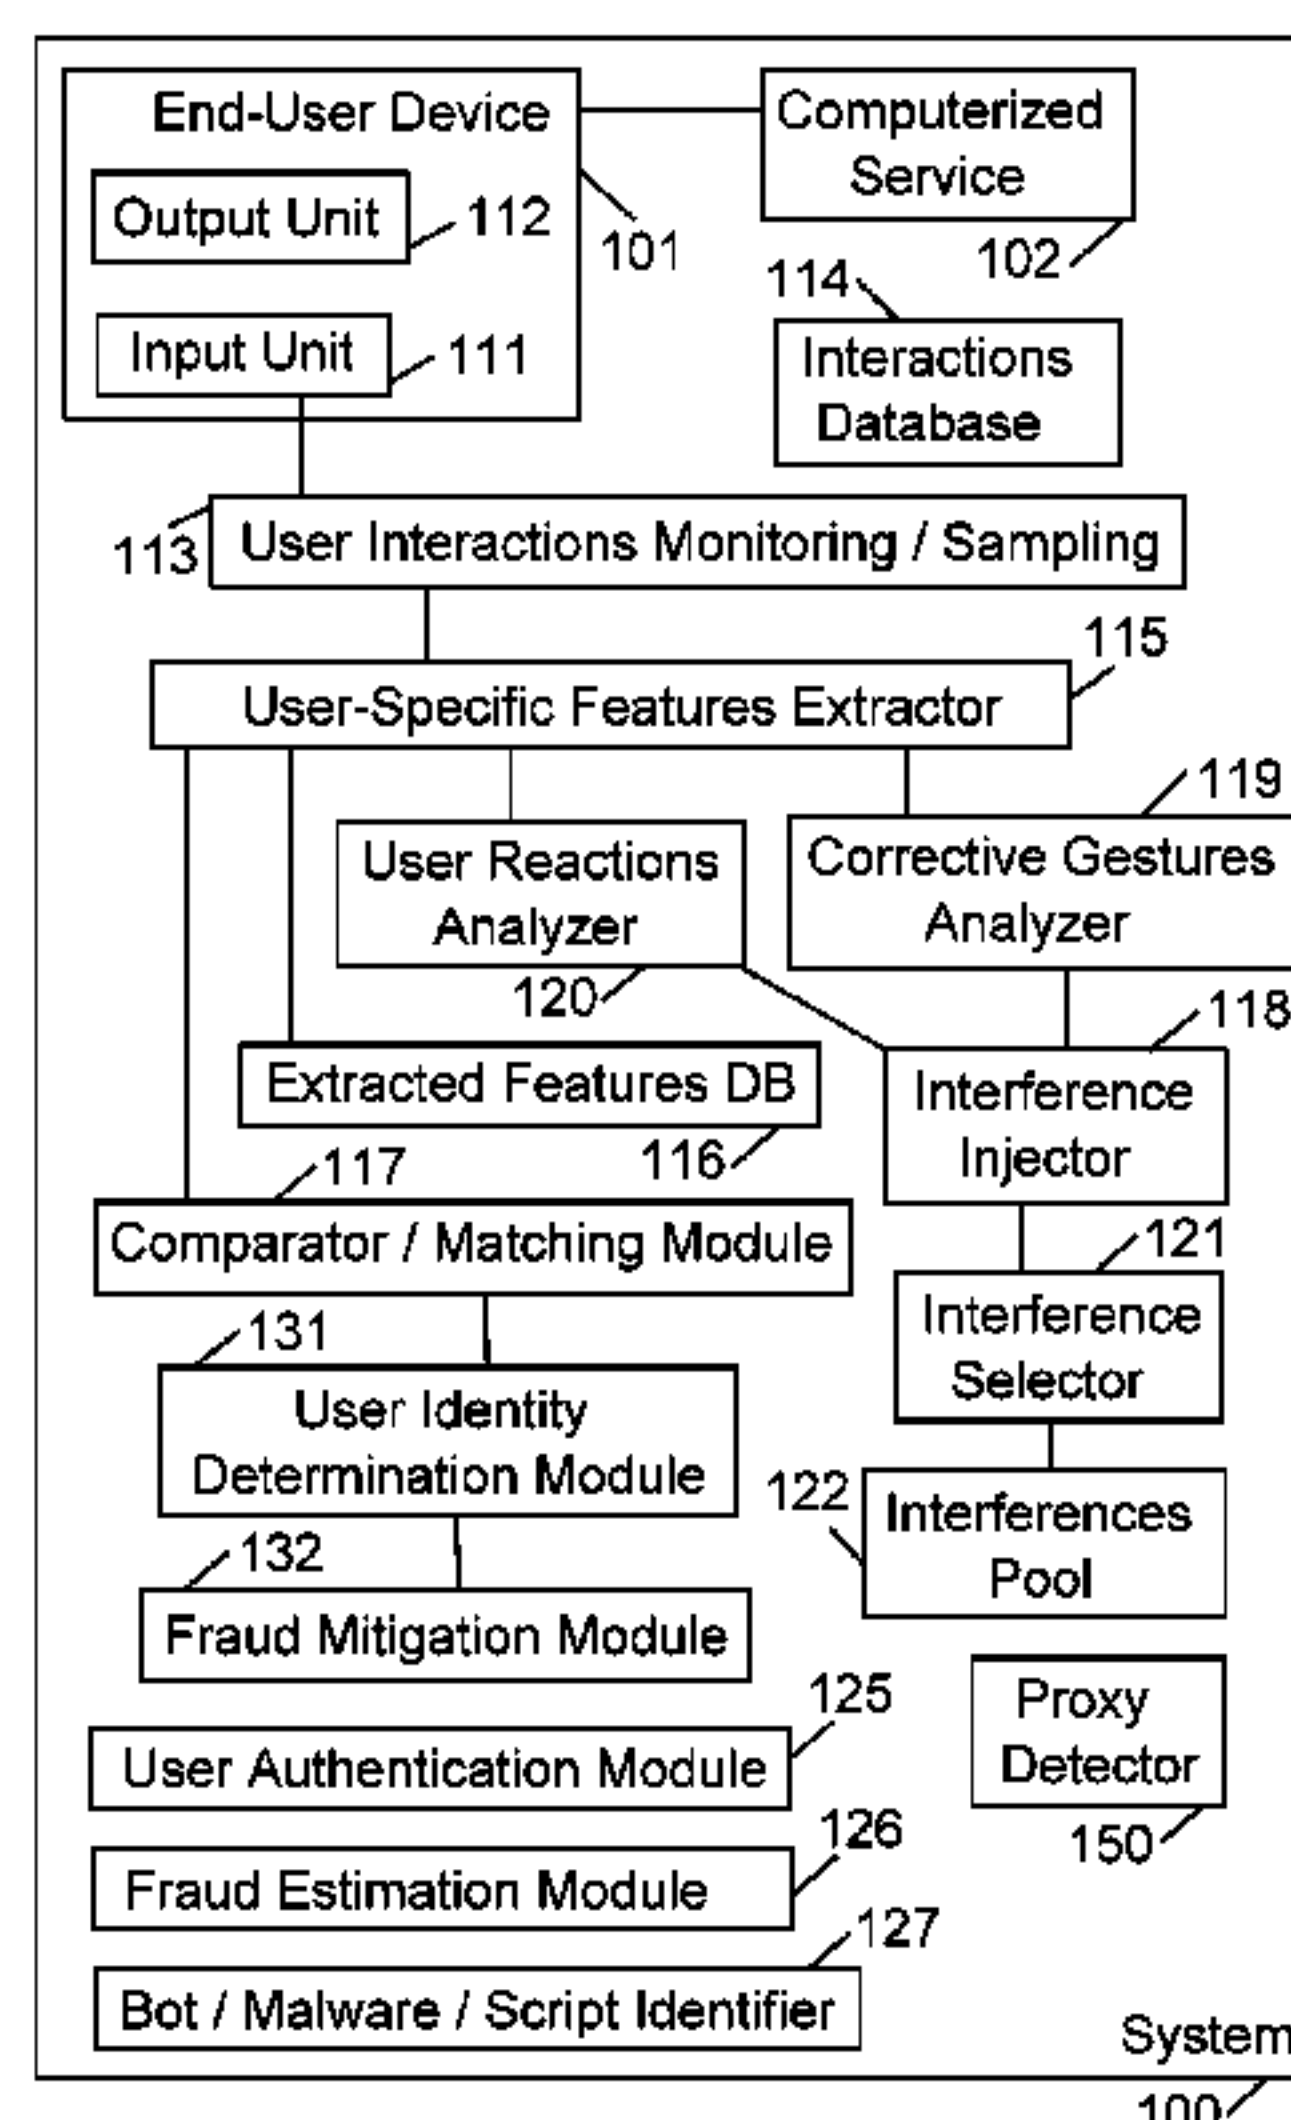 End-User Device
Output Unit
112
Input Unit
111
101
Computerized
Service
102
114
Interactions
Database
113
User Interactions Monitoring / Sampling
115
User-Specific Features Extractor
119
User Reactions
Analyzer
120
Corrective Gestures
Analyzer
118
Extracted Features DB
116
Interference
Injector
117
Comparator / Matching Module
121
Interference
Selector
131
User Identity
Determination Module
122
Interferences
Pool
132
Fraud Mitigation Module
Proxy
Detector
150
125
User Authentication Module
126
Fraud Estimation Module
127
Bot / Malware / Script Identifier
System
100